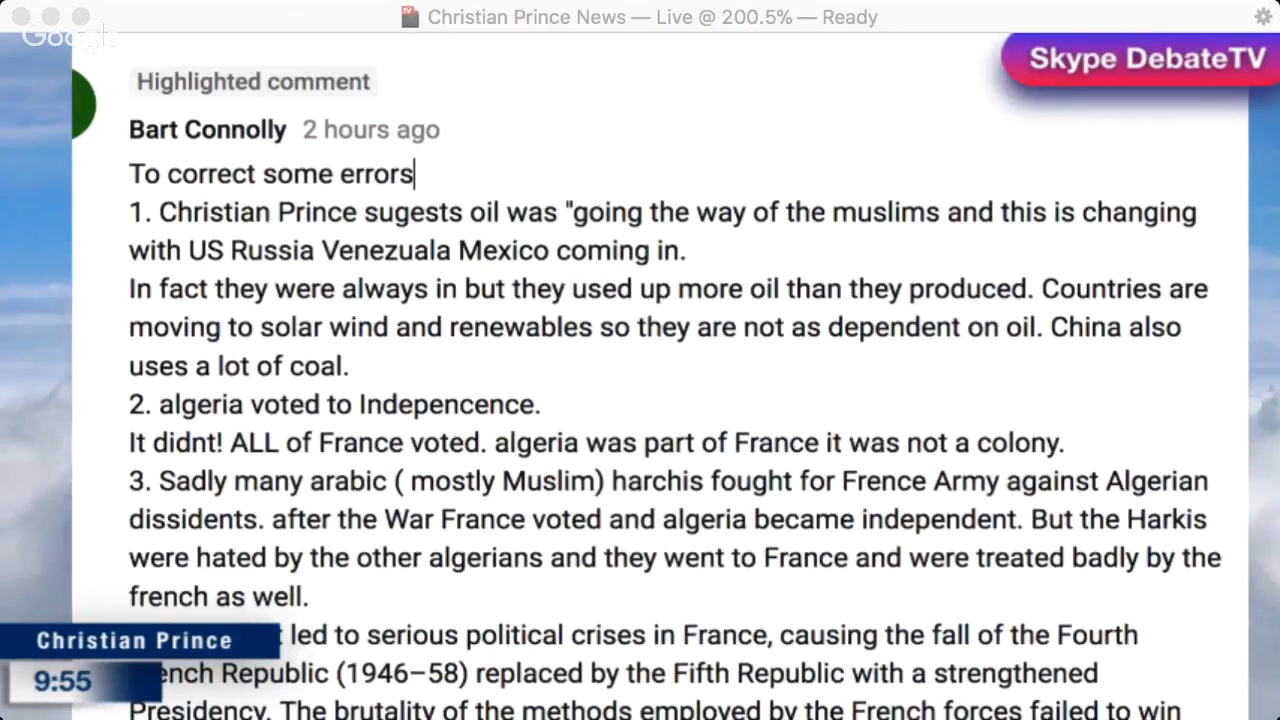 Christian Prince News — Live @ 200.5% — Ready
Google
Skype DebateTV
Highlighted comment
Bart Connolly 2 hours ago
To correct some errors
1. Christian Prince sugests oil was "going the way of the muslims and this is changing
with US Russia Venezuala Mexico coming in.
In fact they were always in but they used up more oil than they produced. Countries are
moving to solar wind and renewables so they are not as dependent on oil. China also
uses a lot of coal.
2. algeria voted to Indepencence.
It didnt! ALL of France voted. algeria was part of France it was not a colony.
3. Sadly many arabic ( mostly Muslim) harchis fought for Frence Army against Algerian
dissidents. after the War France voted and algeria became independent. But the Harkis
were hated by the other algerians and they went to France and were treated badly by the
french as well.
led to serious political crises in France, causing the fall of the Fourth
ench Republic (1946–58) replaced by the Fifth Republic with a strengthened
Presidency. The brutality of the methods employed by the French forces failed to win
Christian Prince
9:55